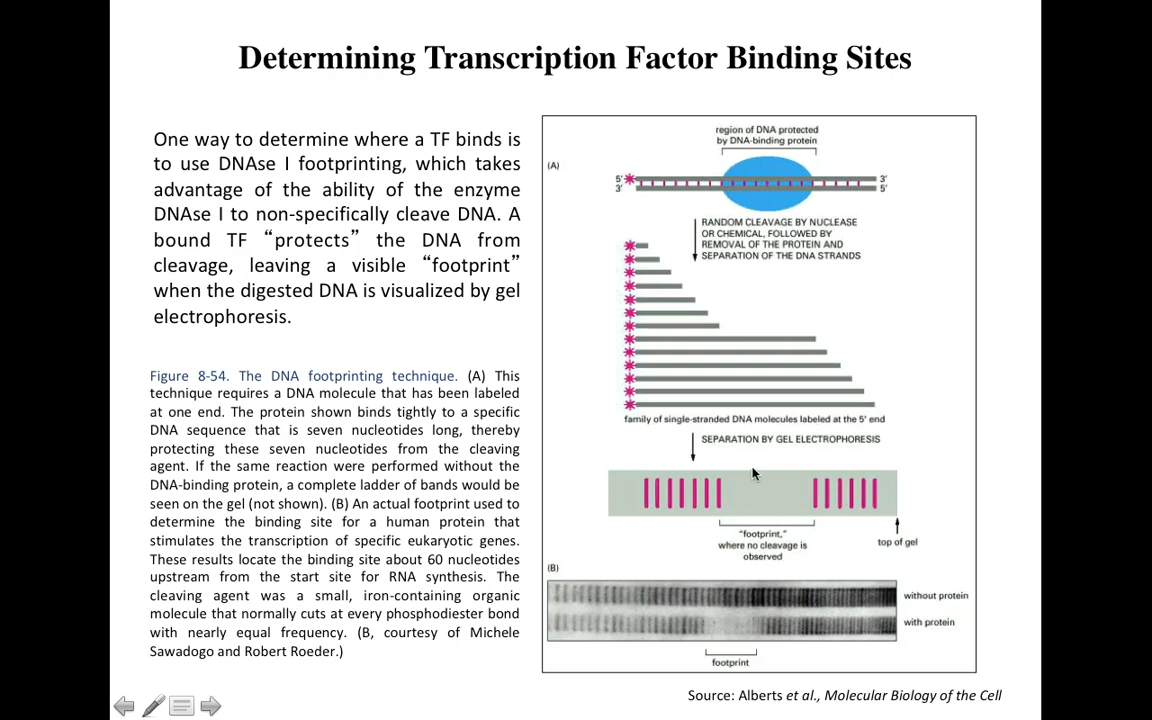 Determining Transcription Factor Binding Sites
One way to determine where a TF binds is
to use DNAse I footprinting, which takes
advantage of the ability of the enzyme
DNAse I to non-specifically cleave DNA. A
bound TF “protects” the DNA from
cleavage, leaving a visible “footprint”
when the digested DNA is visualized by gel
electrophoresis.
Figure 8-54. The DNA footprinting technique. (A) This
technique requires a DNA molecule that has been labeled
at one end. The protein shown binds tightly to a specific
DNA sequence that is seven nucleotides long, thereby
protecting these seven nucleotides from the cleaving
agent. If the same reaction were performed without the
DNA-binding protein, a complete ladder of bands would be
seen on the gel (not shown). (B) An actual footprint used to
determine the binding site for a human protein that
stimulates the transcription of specific eukaryotic genes.
These results locate the binding site about 60 nucleotides
upstream from the start site for RNA synthesis. The
cleaving agent was a small, iron-containing organic
molecule that normally cuts at every phosphodiester bond
with nearly equal frequency. (B, courtesy of Michele
Sawadogo and Robert Roeder.)
region of DNA protected
by DNA-binding protein
(A)
5′ 3′
3′ 5′
RANDOM CLEAVAGE BY NUCLEASE
OR CHEMICAL, FOLLOWED BY
REMOVAL OF THE PROTEIN AND
SEPARATION OF THE DNA STRANDS
family of single-stranded DNA molecules labeled at the 5′ end
SEPARATION BY GEL ELECTROPHORESIS
“footprint,”
where no cleavage is
observed
top of gel
(B)
without protein
with protein
footprint
Source: Alberts et al., Molecular Biology of the Cell